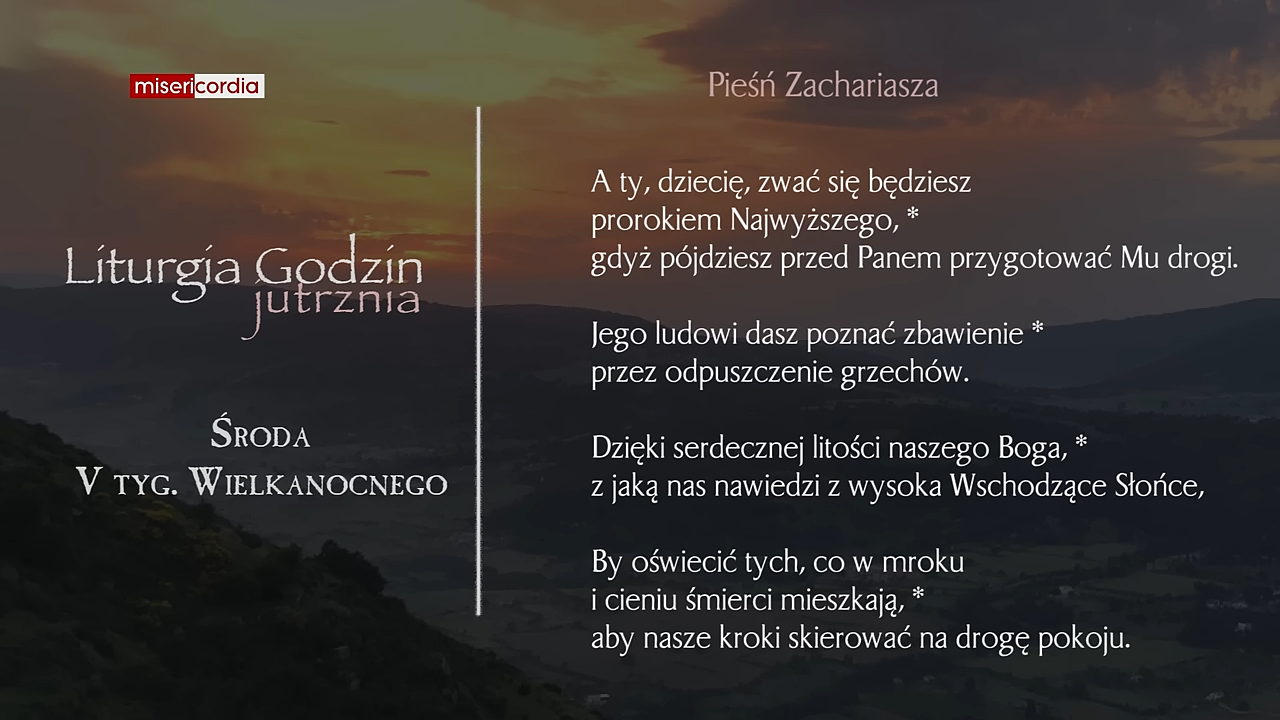 misericordia
Liturgia Godzin
jutrznia
Środa
V tyg. Wielkanocnego
Pieśń Zachariasza
A ty, dziecię, zwać się będziesz
prorokiem Najwyższego, *
gdyż pójdziesz przed Panem przygotować Mu drogi.
Jego ludowi dasz poznać zbawienie *
przez odpuszczenie grzechów.
Dzięki serdecznej litości naszego Boga, *
z jaką nas nawiedzi z wysoka Wschodzące Słońce,
By oświecić tych, co w mroku
i cieniu śmierci mieszkają, *
aby nasze kroki skierować na drogę pokoju.